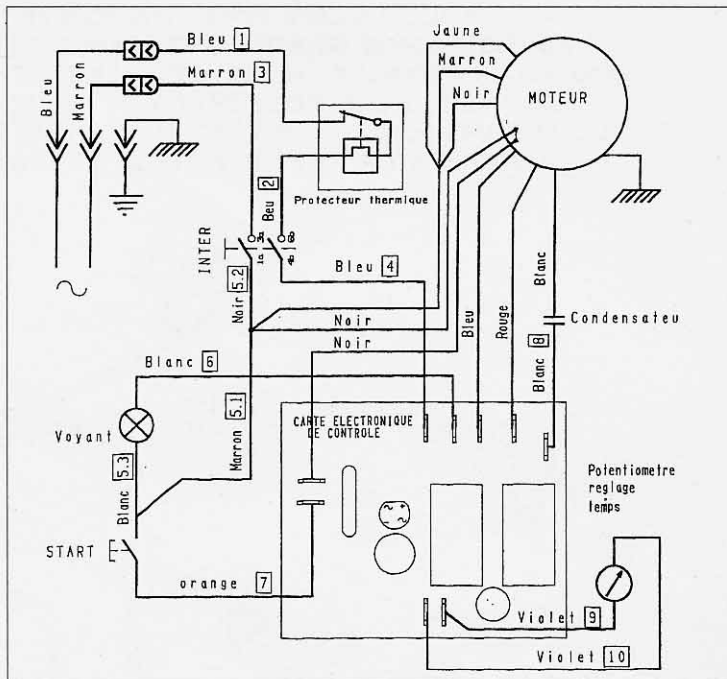 Bleu 1
Marron 3
Bleu
Marron
Jaune
Marron
Noir
MOTEUR
Protecteur thermique
Beu 2
INTER
Bleu 4
Noir 5.2
Noir
Noir
Bleu
Rouge
Blanc
Condensateu
Blanc 8
Blanc 6
Voyant
Marron 5.1
CARTE ELECTRONIQUE
DE CONTROLE
Blanc 5.3
START
orange 7
Potentiometre
reglage
temps
Violet 9
Violet 10